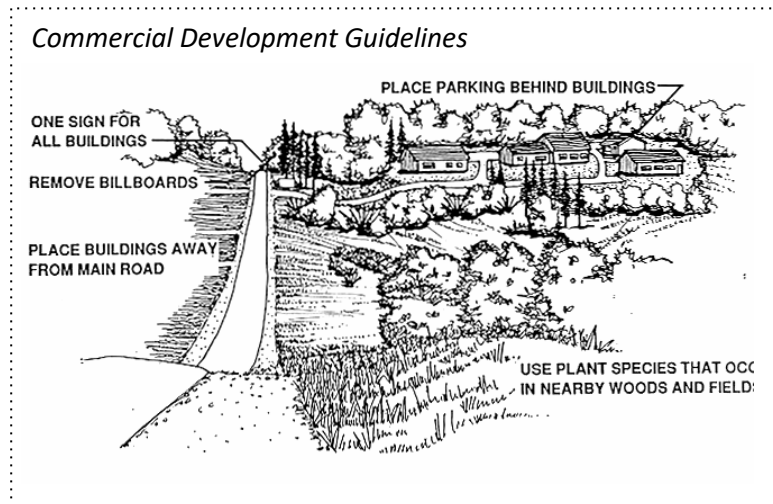 Commercial Development Guidelines
PLACE PARKING BEHIND BUILDINGS
ONE SIGN FOR
ALL BUILDINGS
REMOVE BILLBOARDS
PLACE BUILDINGS AWAY
FROM MAIN ROAD
USE PLANT SPECIES THAT
IN NEARBY WOODS AND